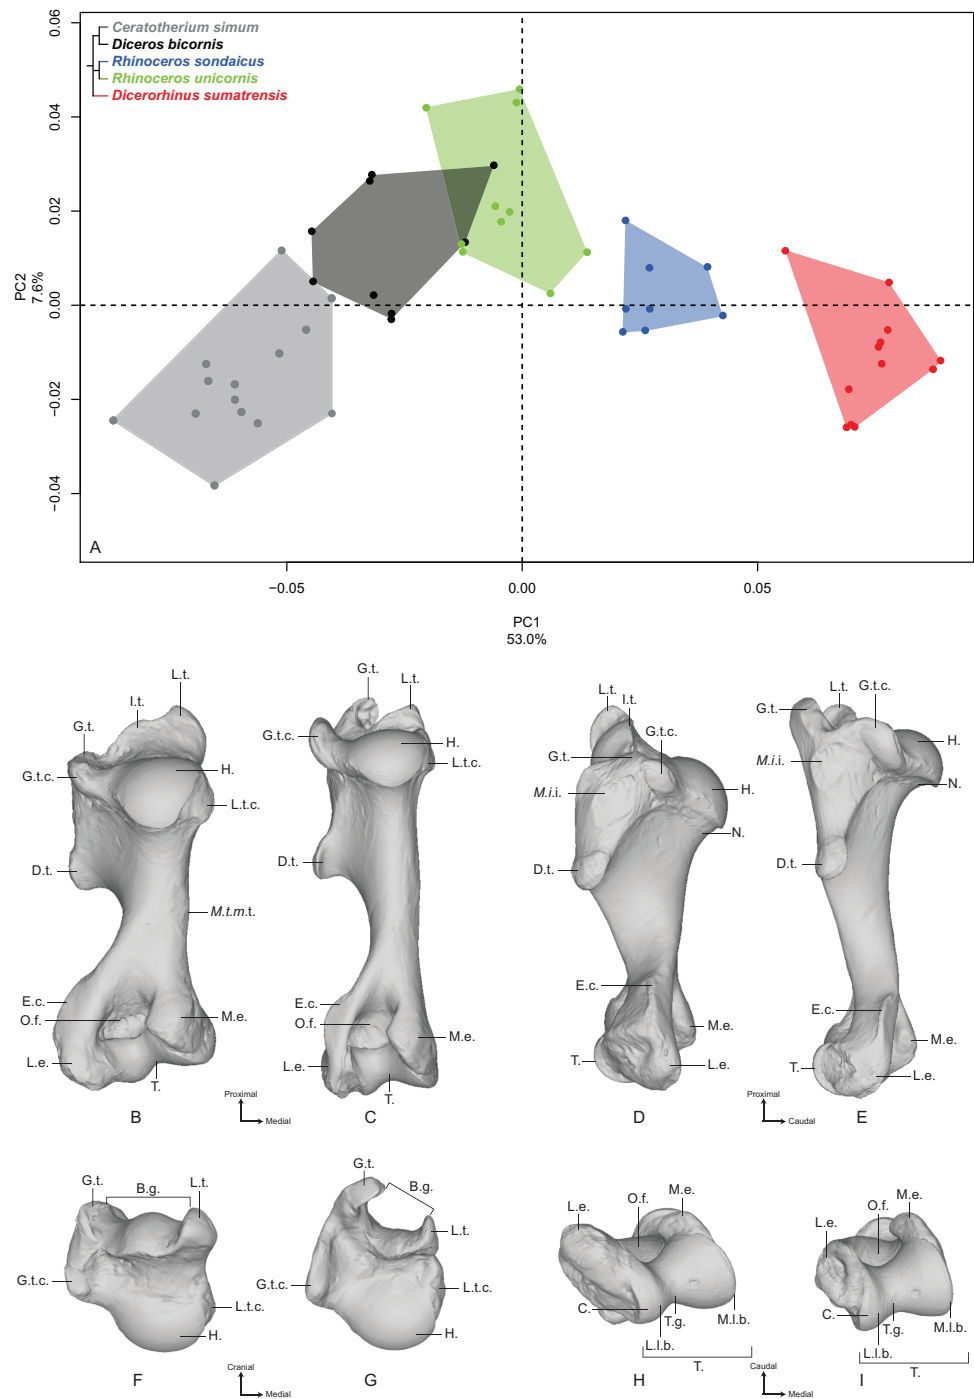 0.06
0.04
0.02
0.00
−0.02
−0.04
PC2
7.6%
Ceratotherium simum
Diceros bicornis
Rhinoceros sondaicus
Rhinoceros unicornis
Dicerorhinus sumatrensis
A
−0.05
0.00
0.05
PC1
53.0%
G.t.
I.t.
L.t.
G.t.c.
H.
L.t.c.
D.t.
M.t.m.t.
E.c.
O.f.
M.e.
L.e.
T.
B
G.t.
L.t.
G.t.c.
H.
L.t.c.
D.t.
E.c.
O.f.
M.e.
L.e.
T.
C
Proximal
Medial
L.t.
I.t.
G.t.c.
G.t.
M.i.i.
H.
N.
D.t.
E.c.
M.e.
T.
L.e.
D
G.t.
L.t.
G.t.c.
H.
M.i.i.
N.
D.t.
E.c.
M.e.
T.
L.e.
E
Proximal
Caudal
G.t.
B.g.
L.t.
G.t.c.
L.t.c.
H.
F
G.t.
B.g.
L.t.
G.t.c.
L.t.c.
H.
G
Cranial
Medial
L.e.
O.f.
M.e.
C.
T.g.
L.l.b.
M.l.b.
T.
H
L.e.
O.f.
M.e.
C.
T.g.
L.l.b.
M.l.b.
T.
I
Caudal
Medial